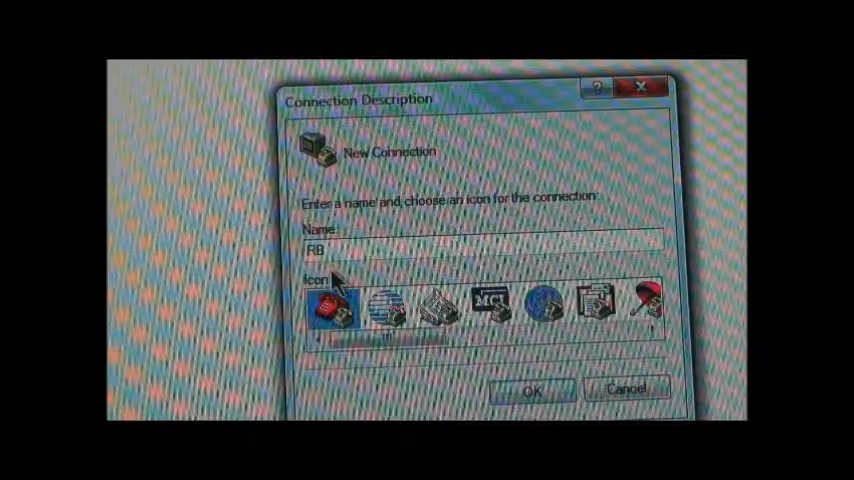 Connection Description
?
New Connection
Enter a name and choose an icon for the connection:
Name:
RB
Icon
MCI
OK
Cancel